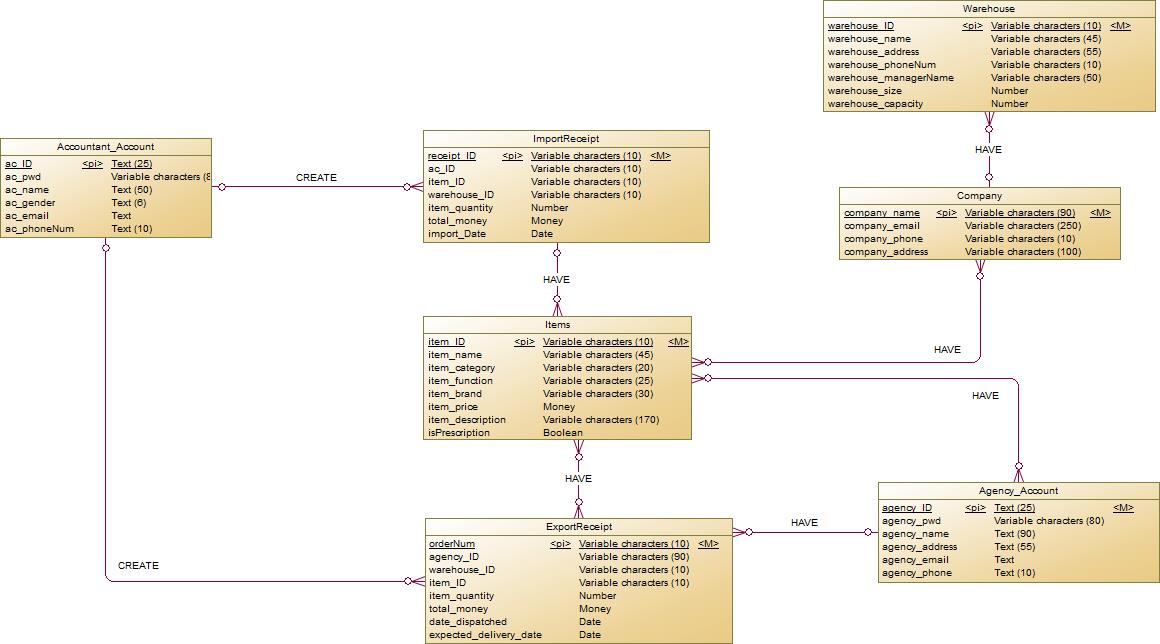 Warehouse
warehouse_ID <pi> Variable characters (10) <M>
warehouse_name Variable characters (45)
warehouse_address Variable characters (55)
warehouse_phoneNum Variable characters (10)
warehouse_managerName Variable characters (50)
warehouse_size Number
warehouse_capacity Number
HAVE
Accountant_Account
ac_ID <pi> Text (25)
ac_pwd Variable characters (8
ac_name Text (50)
ac_gender Text (6)
ac_email Text
ac_phoneNum Text (10)
CREATE
ImportReceipt
receipt_ID <pi> Variable characters (10) <M>
ac_ID Variable characters (10)
item_ID Variable characters (10)
warehouse_ID Variable characters (10)
item_quantity Number
total_money Money
import_Date Date
Company
company_name <pi> Variable characters (90) <M>
company_email Variable characters (250)
company_phone Variable characters (10)
company_address Variable characters (100)
HAVE
HAVE
Items
item_ID <pi> Variable characters (10) <M>
item_name Variable characters (45)
item_category Variable characters (20)
item_function Variable characters (25)
item_brand Variable characters (30)
item_price Money
item_description Variable characters (170)
isPrescription Boolean
HAVE
HAVE
Agency_Account
agency_ID <pi> Text (25) <M>
agency_pwd Variable characters (80)
agency_name Text (90)
agency_address Text (55)
agency_email Text
agency_phone Text (10)
HAVE
CREATE
ExportReceipt
orderNum <pi> Variable characters (10) <M>
agency_ID Variable characters (90)
warehouse_ID Variable characters (10)
item_ID Variable characters (10)
item_quantity Number
total_money Money
date_dispatched Date
expected_delivery_date Date